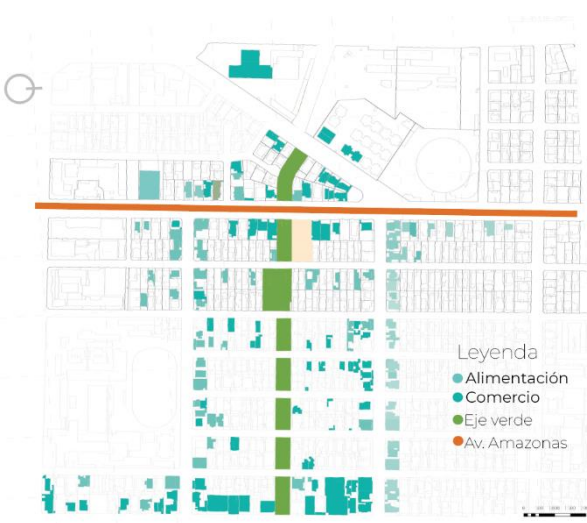 Leyenda
Alimentación
Comercio
Eje verde
Av. Amazonas